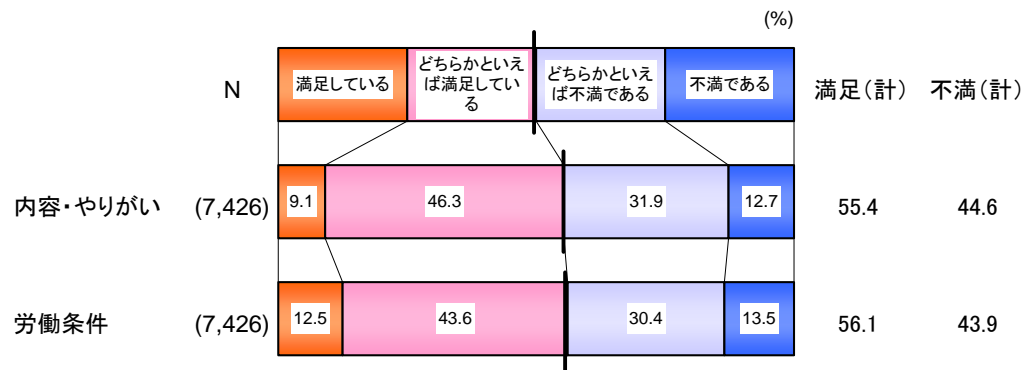 (%)
N
満足している
どちらかといえ
ば満足してい
る
どちらかといえ
ば不満である
不満である
満足(計)
不満(計)
内容・やりがい
(7,426)
9.1
46.3
31.9
12.7
55.4
44.6
労働条件
(7,426)
12.5
43.6
30.4
13.5
56.1
43.9